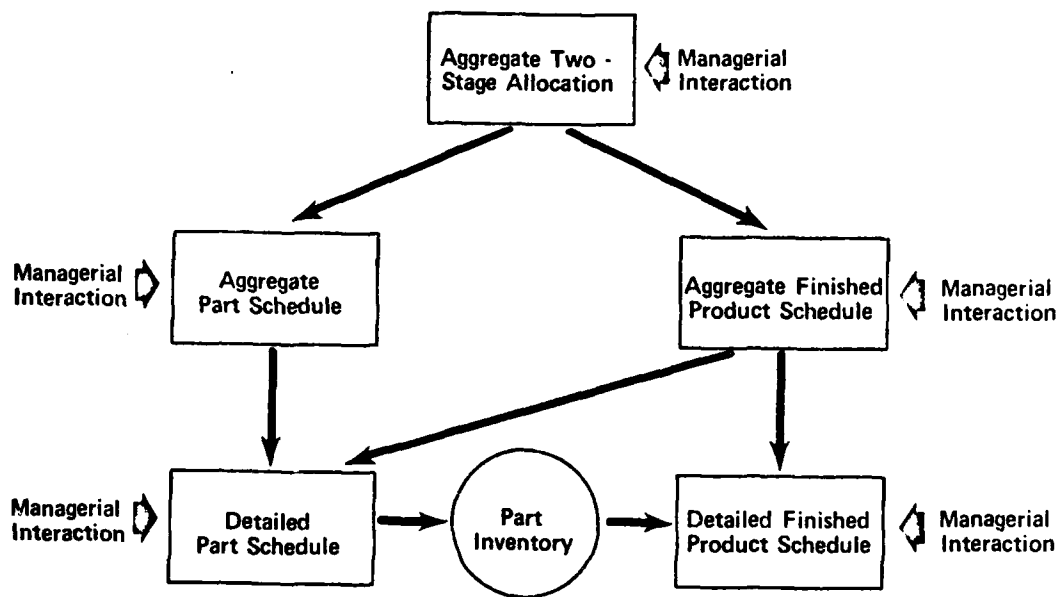 Aggregate Two -
Stage Allocation
Managerial
Interaction
Managerial
Interaction
Aggregate
Part Schedule
Aggregate Finished
Product Schedule
Managerial
Interaction
Managerial
Interaction
Detailed
Part Schedule
Part
Inventory
Detailed Finished
Product Schedule
Managerial
Interaction